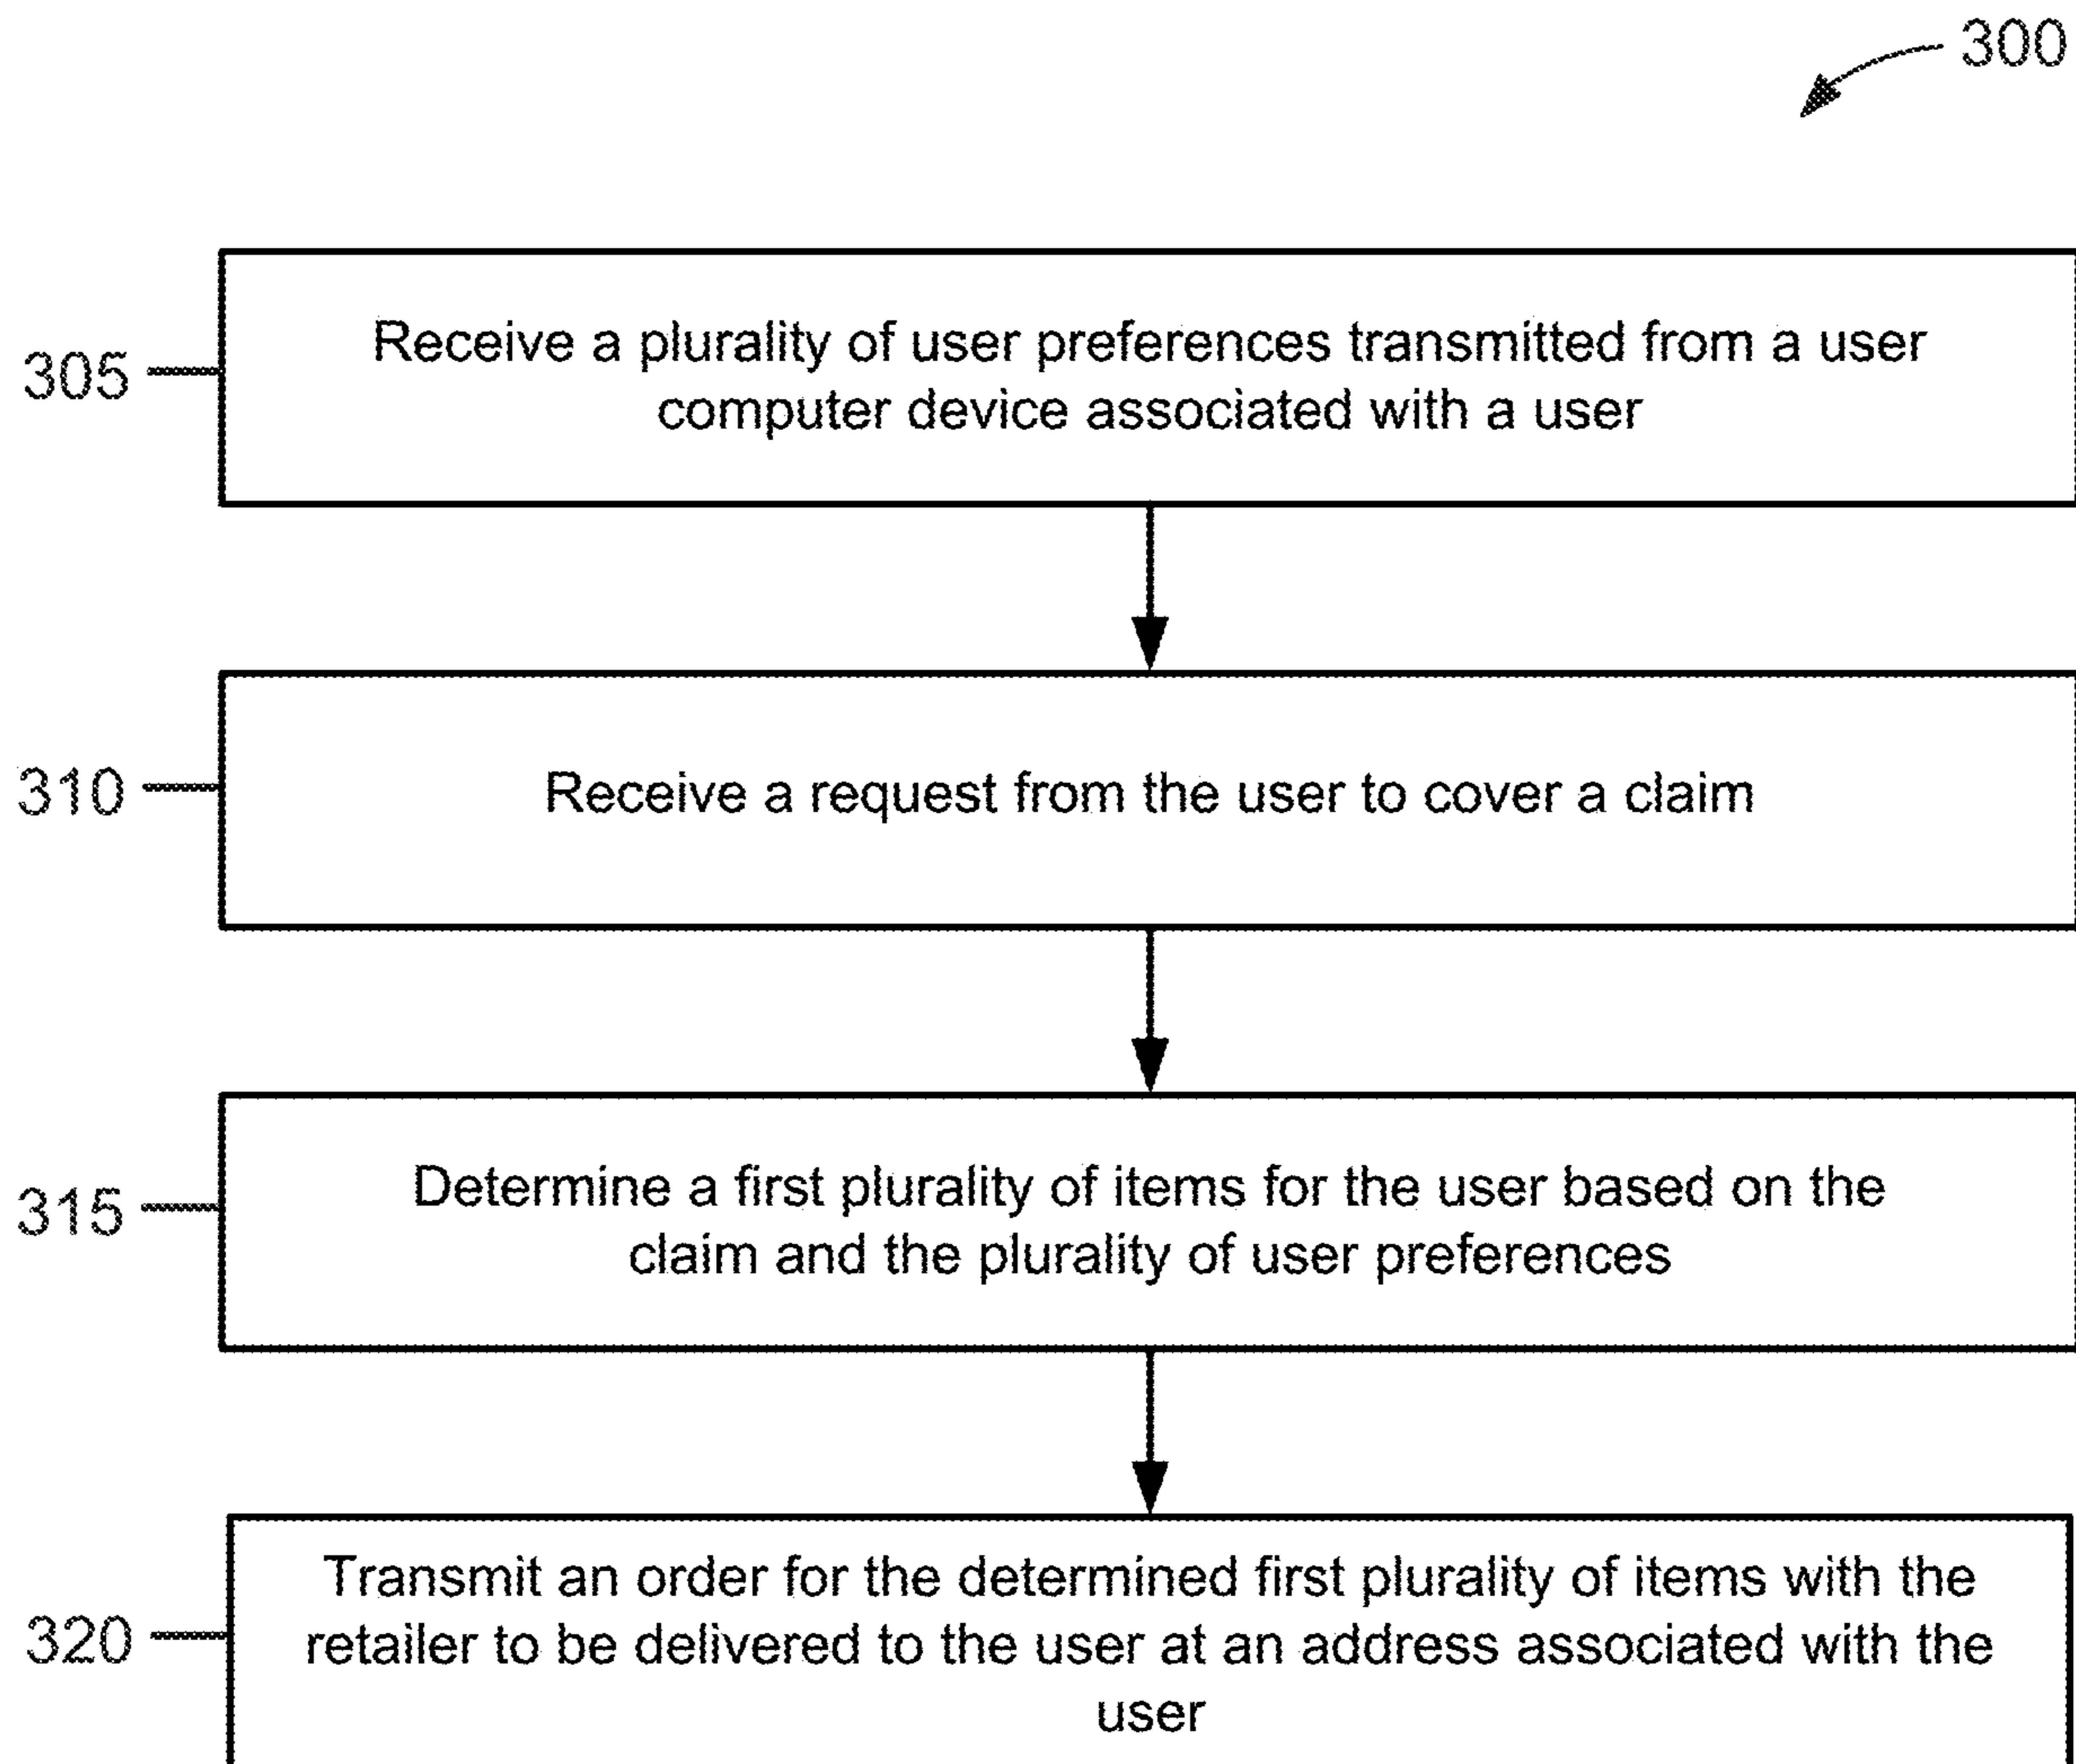 300
305
Receive a plurality of user preferences transmitted from a user
computer device associated with a user
310
Receive a request from the user to cover a claim
315
Determine a first plurality of items for the user based on the
claim and the plurality of user preferences
320
Transmit an order for the determined first plurality of items with the
retailer to be delivered to the user at an address associated with the
user